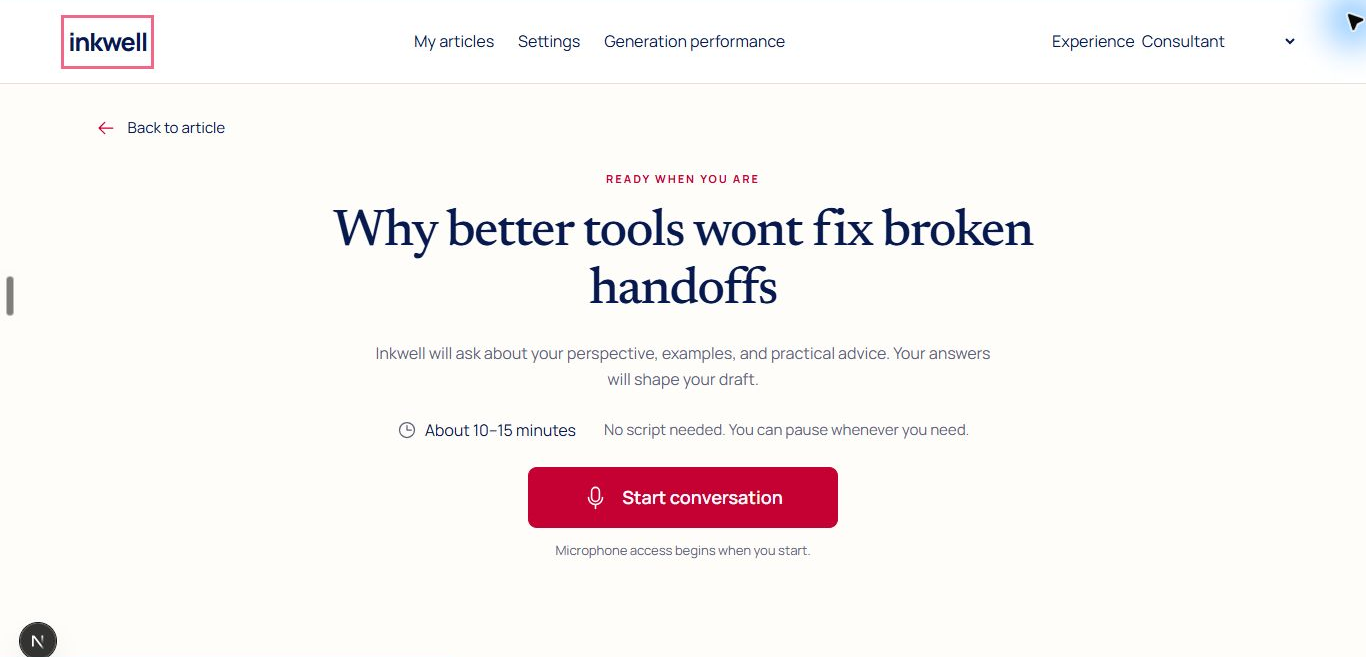 inkwell
My articles Settings Generation performance
Experience Consultant
Back to article
READY WHEN YOU ARE
Why better tools wont fix broken
handoffs
Inkwell will ask about your perspective, examples, and practical advice. Your answers
will shape your draft.
About 10–15 minutes No script needed. You can pause whenever you need.
Start conversation
Microphone access begins when you start.
N